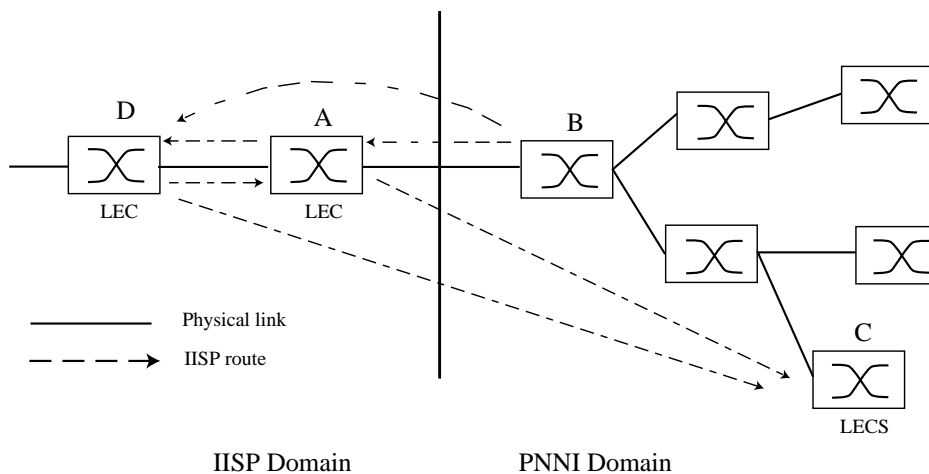 D
A
B
LEC
LEC
Physical link
IISP route
C
LECS
IISP Domain
PNNI Domain